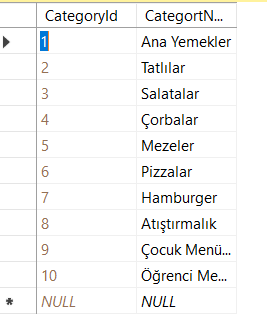 CategoryId CategortN...
1 Ana Yemekler
2 Tatlılar
3 Salatalar
4 Çorbalar
5 Mezeler
6 Pizzalar
7 Hamburger
8 Atıştırmalık
9 Çocuk Menü...
10 Öğrenci Me...
NULL NULL